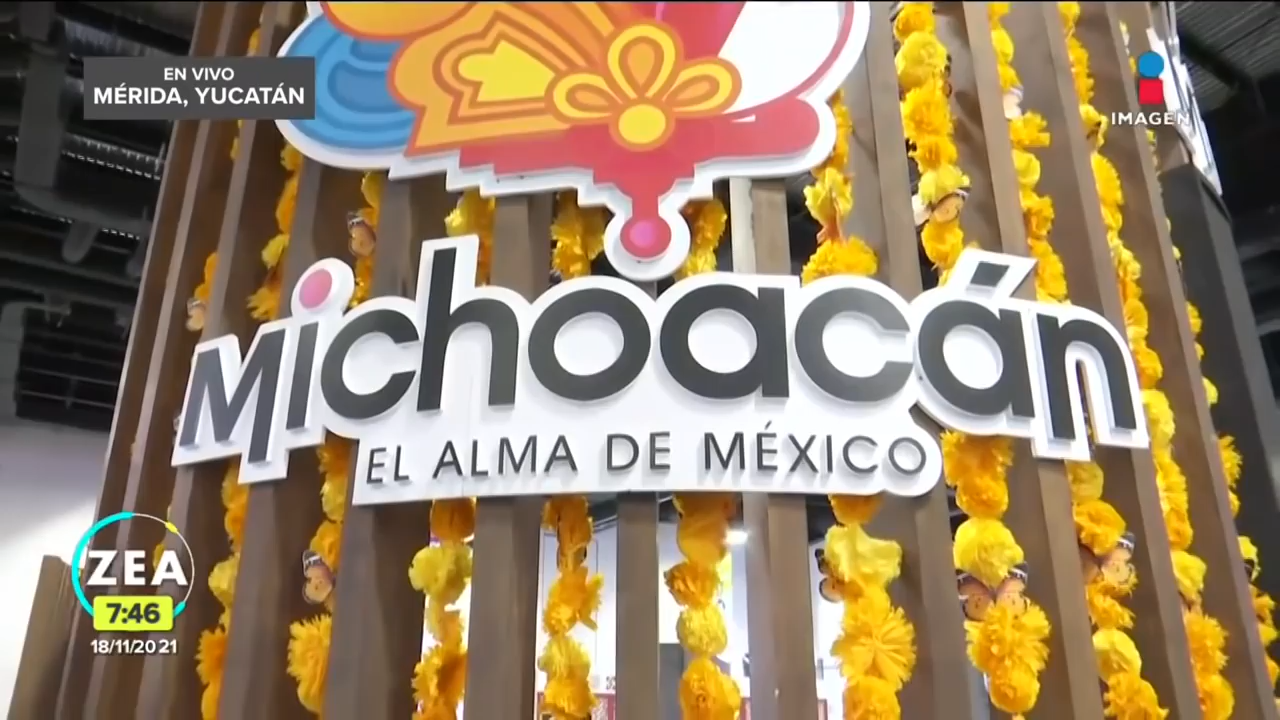 EN VIVO
MÉRIDA, YUCATÁN
IMAGEN
Michoacán
EL ALMA DE MÉXICO
ZEA
7:46
18/11/2021